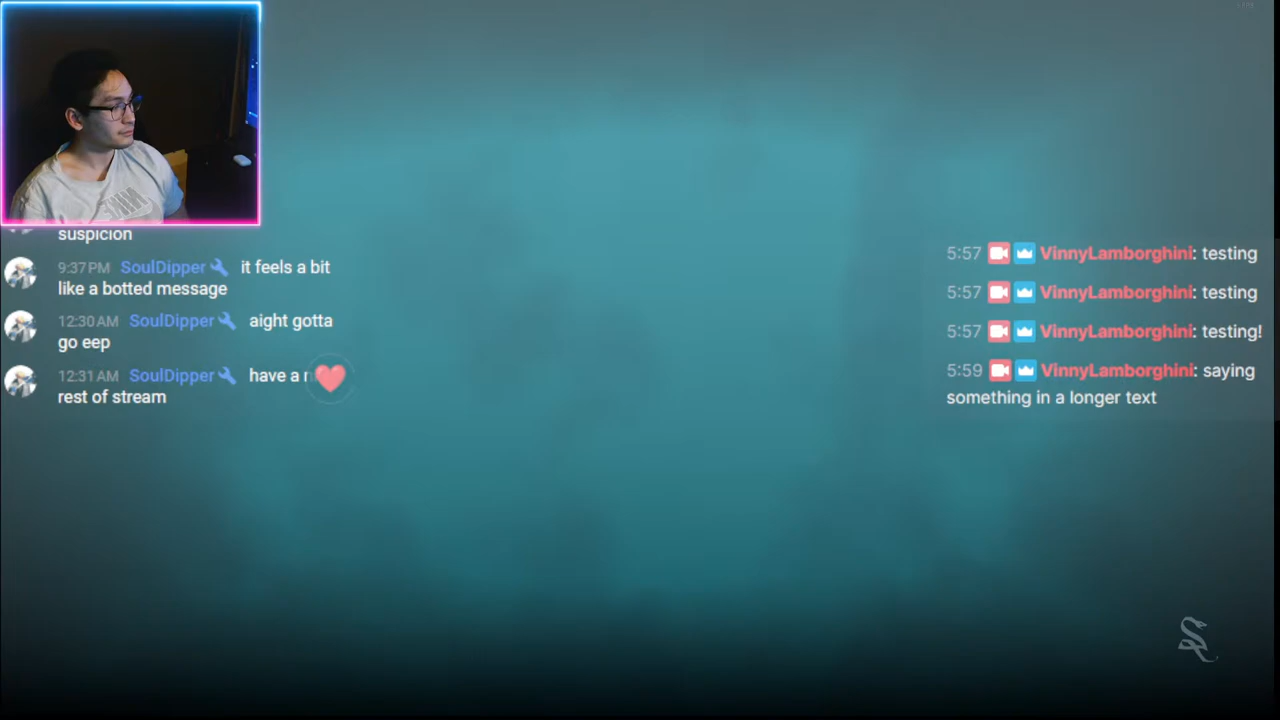 suspicion
9:37 PM SoulDipper it feels a bit
like a botted message
12:30 AM SoulDipper aight gotta
go eep
12:31 AM SoulDipper have a
rest of stream
5:57 VinnyLamborghini: testing
5:57 VinnyLamborghini: testing
5:57 VinnyLamborghini: testing!
5:59 VinnyLamborghini: saying
something in a longer text
NIKE